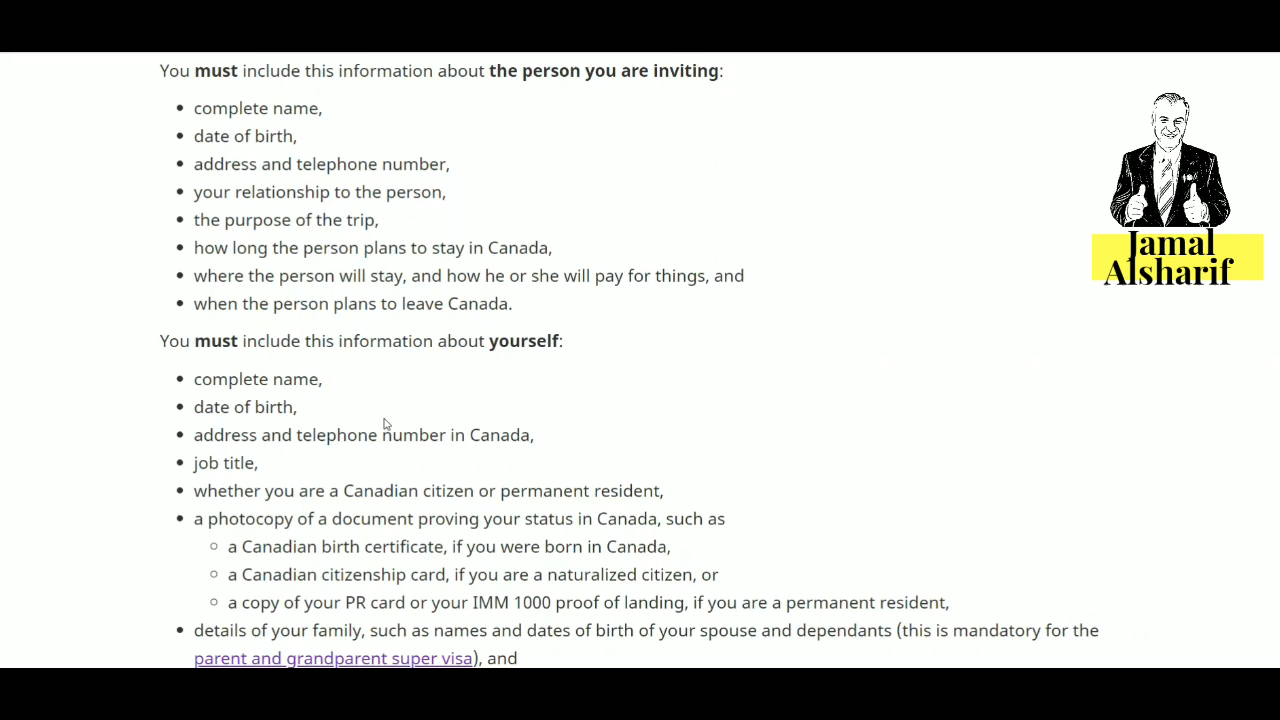 You must include this information about the person you are inviting:
complete name,
date of birth,
address and telephone number,
your relationship to the person,
the purpose of the trip,
how long the person plans to stay in Canada,
where the person will stay, and how he or she will pay for things, and
when the person plans to leave Canada.
You must include this information about yourself:
complete name,
date of birth,
address and telephone number in Canada,
job title,
whether you are a Canadian citizen or permanent resident,
a photocopy of a document proving your status in Canada, such as
a Canadian birth certificate, if you were born in Canada,
a Canadian citizenship card, if you are a naturalized citizen, or
a copy of your PR card or your IMM 1000 proof of landing, if you are a permanent resident,
details of your family, such as names and dates of birth of your spouse and dependants (this is mandatory for the
parent and grandparent super visa), and
Jamal
Alsharif